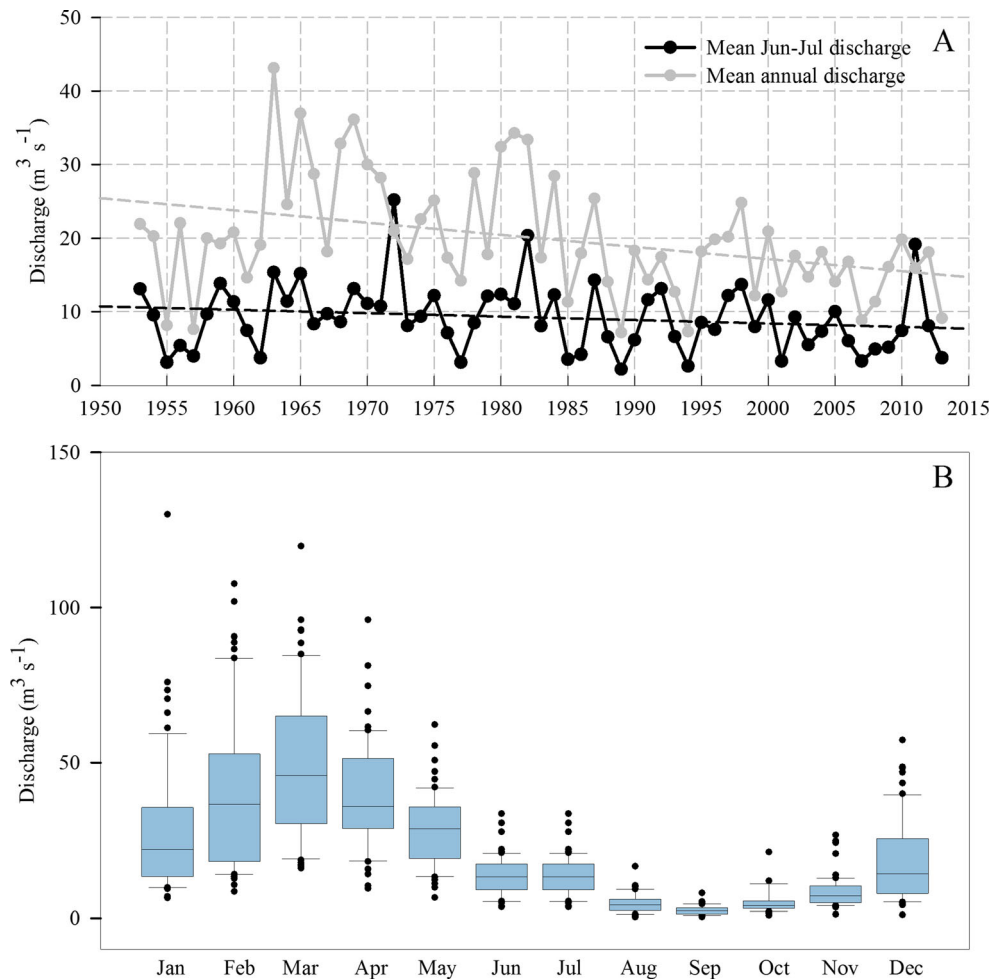 50
A
Mean Jun-Jul discharge
Mean annual discharge
40
30
20
10
0
Discharge (m³ s⁻¹)
1950 1955 1960 1965 1970 1975 1980 1985 1990 1995 2000 2005 2010 2015
150
B
100
50
0
Discharge (m³ s⁻¹)
Jan Feb Mar Apr May Jun Jul Aug Sep Oct Nov Dec